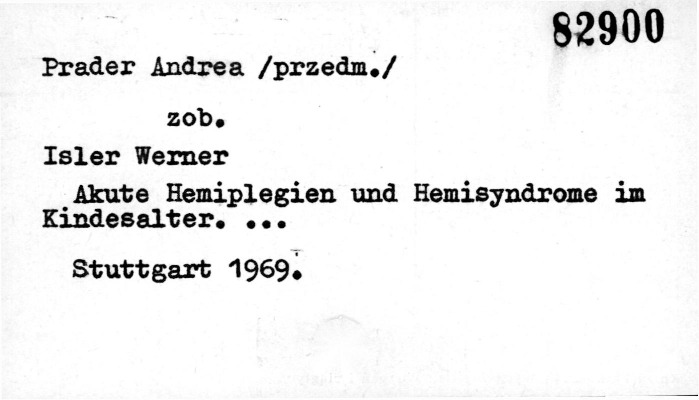 82900
Prader Andrea /przedm./
zob.
Isler Werner
Akute Hemiplegien und Hemisyndrome im
Kindesalter. ...
Stuttgart 1969.